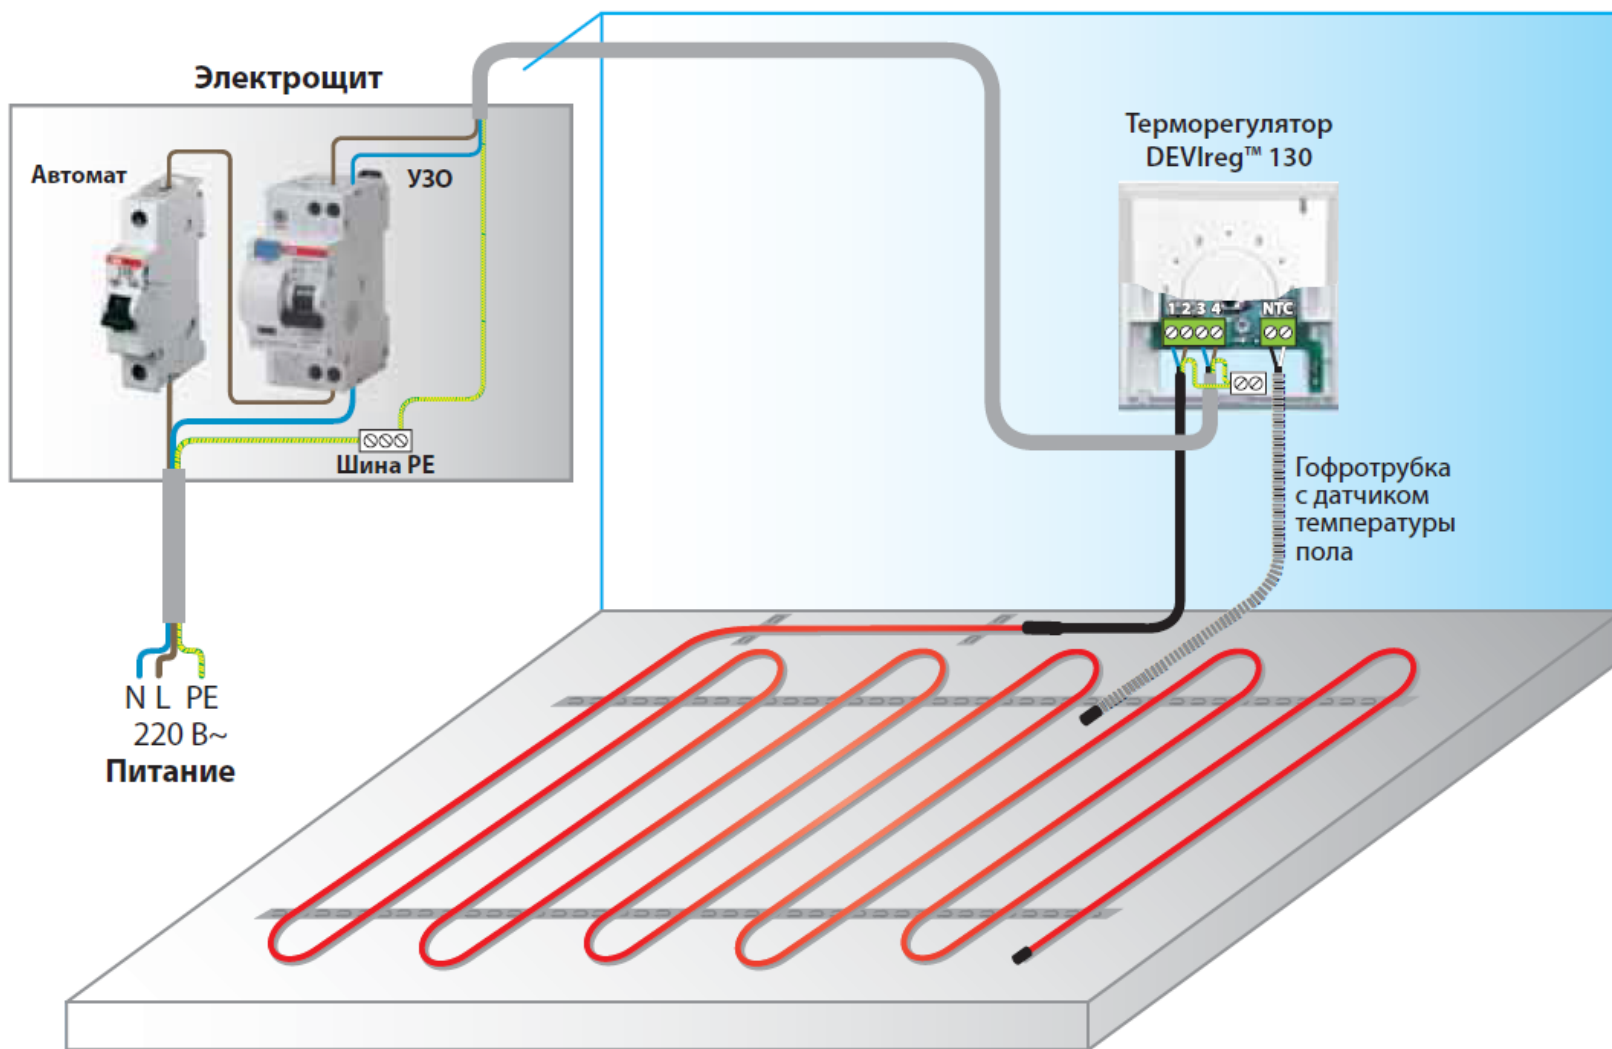 Электрощит
Автомат
УЗО
Шина PE
N L PE
220 В~
Питание
Терморегулятор
DEVIreg™ 130
1 2 3 4
NTC
Гофротрубка
с датчиком
температуры
пола